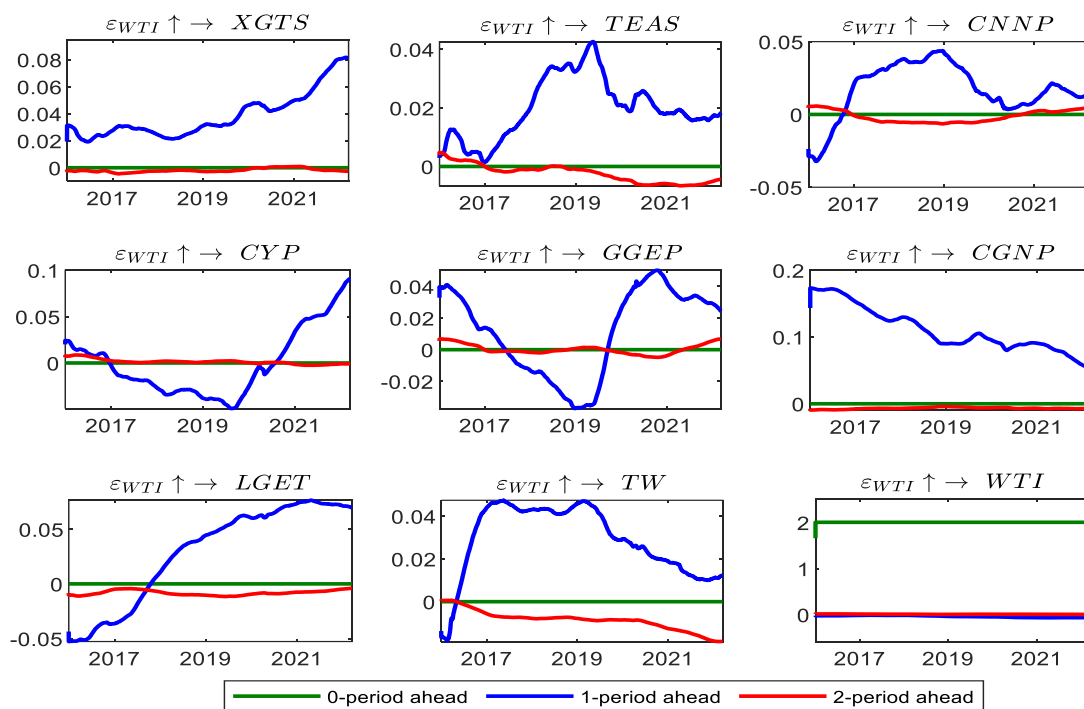 ε_WTI ↑ → XGTS
0.08
0.06
0.04
0.02
0
2017 2019 2021
ε_WTI ↑ → TEAS
0.04
0.02
0
2017 2019 2021
ε_WTI ↑ → CNNP
0.05
0
-0.05
2017 2019 2021
ε_WTI ↑ → CYP
0.1
0.05
0
2017 2019 2021
ε_WTI ↑ → GGEP
0.04
0.02
0
-0.02
2017 2019 2021
ε_WTI ↑ → CGNP
0.2
0.1
0
2017 2019 2021
ε_WTI ↑ → LGET
0.05
0
-0.05
2017 2019 2021
ε_WTI ↑ → TW
0.04
0.02
0
2017 2019 2021
ε_WTI ↑ → WTI
2
1
0
2017 2019 2021
0-period ahead 1-period ahead 2-period ahead